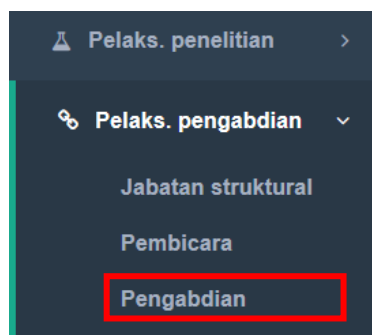 Pelaks. penelitian
Pelaks. pengabdian
Jabatan struktural
Pembicara
Pengabdian